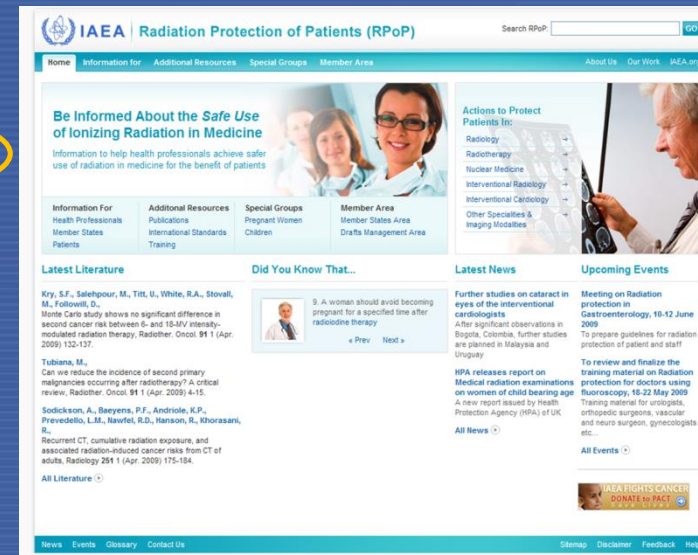 IAEA Radiation Protection of Patients (RPoP)
Search RPoP:
GO
Home Information for Additional Resources Special Groups Member Area
About Us Our Work IAEA.org
Be Informed About the Safe Use
of Ionizing Radiation in Medicine
Information to help health professionals achieve safer
use of radiation in medicine for the benefit of patients
Actions to Protect
Patients In:
Radiology
Radiotherapy
Nuclear Medicine
Interventional Radiology
Interventional Cardiology
Other Specialities &
Imaging Modalities
Information For
Health Professionals
Member States
Patients
Additonal Resources
Publications
International Standards
Training
Special Groups
Pregnant Women
Children
Member Area
Member States Area
Drafts Management Area
Latest Literature
Kry, S.F., Salehpour, M., Titt, U., White, R.A., Stovall,
M., Followill, D.,
Monte Carlo study shows no significant difference in
second cancer risk between 6- and 18-MV intensity-
modulated radiation therapy, Radiother. Oncol. 91 1 (Apr.
2009) 132-137.
Tubiana, M.,
Can we reduce the incidence of second primary
malignancies occurring after radiotherapy? A critical
review, Radiother. Oncol. 91 1 (Apr. 2009) 4-15.
Sodickson, A., Baeyens, P.F., Andriole, K.P.,
Prevedello, L.M., Nawfel, R.D., Hanson, R., Khorasani,
R.,
Recurrent CT, cumulative radiation exposure, and
associated radiation-induced cancer risks from CT of
adults, Radiology 251 1 (Apr. 2009) 175-184.
All Literature
Did You Know That...
9. A woman should avoid becoming
pregnant for a specified time after
radioiodine therapy
« Prev Next »
Latest News
Further studies on cataract in
eyes of the interventional
cardiologists
After significant observations in
Bogota, Colombia, further studies
are planned in Malaysia and
Uruguay
HPA releases report on
Medical radiation examinations
on women of child bearing age
A new report issued by Health
Protection Agency (HPA) of UK
All News
Upcoming Events
Meeting on Radiation
protection in
Gastroenterology, 10-12 June
2009
To prepare guidelines for radiation
protection of patient and staff
To review and finalize the
training material on Radiation
protection for doctors using
fluoroscopy, 18-22 May 2009
Training material for urologists,
orthopedic surgeons, vascular
and neuro surgeon, gynecologists
etc...
All Events
IAEA FIGHTS CANCER
DONATE to PACT
News Events Glossary Contact Us
Sitemap Disclaimer Feedback Help